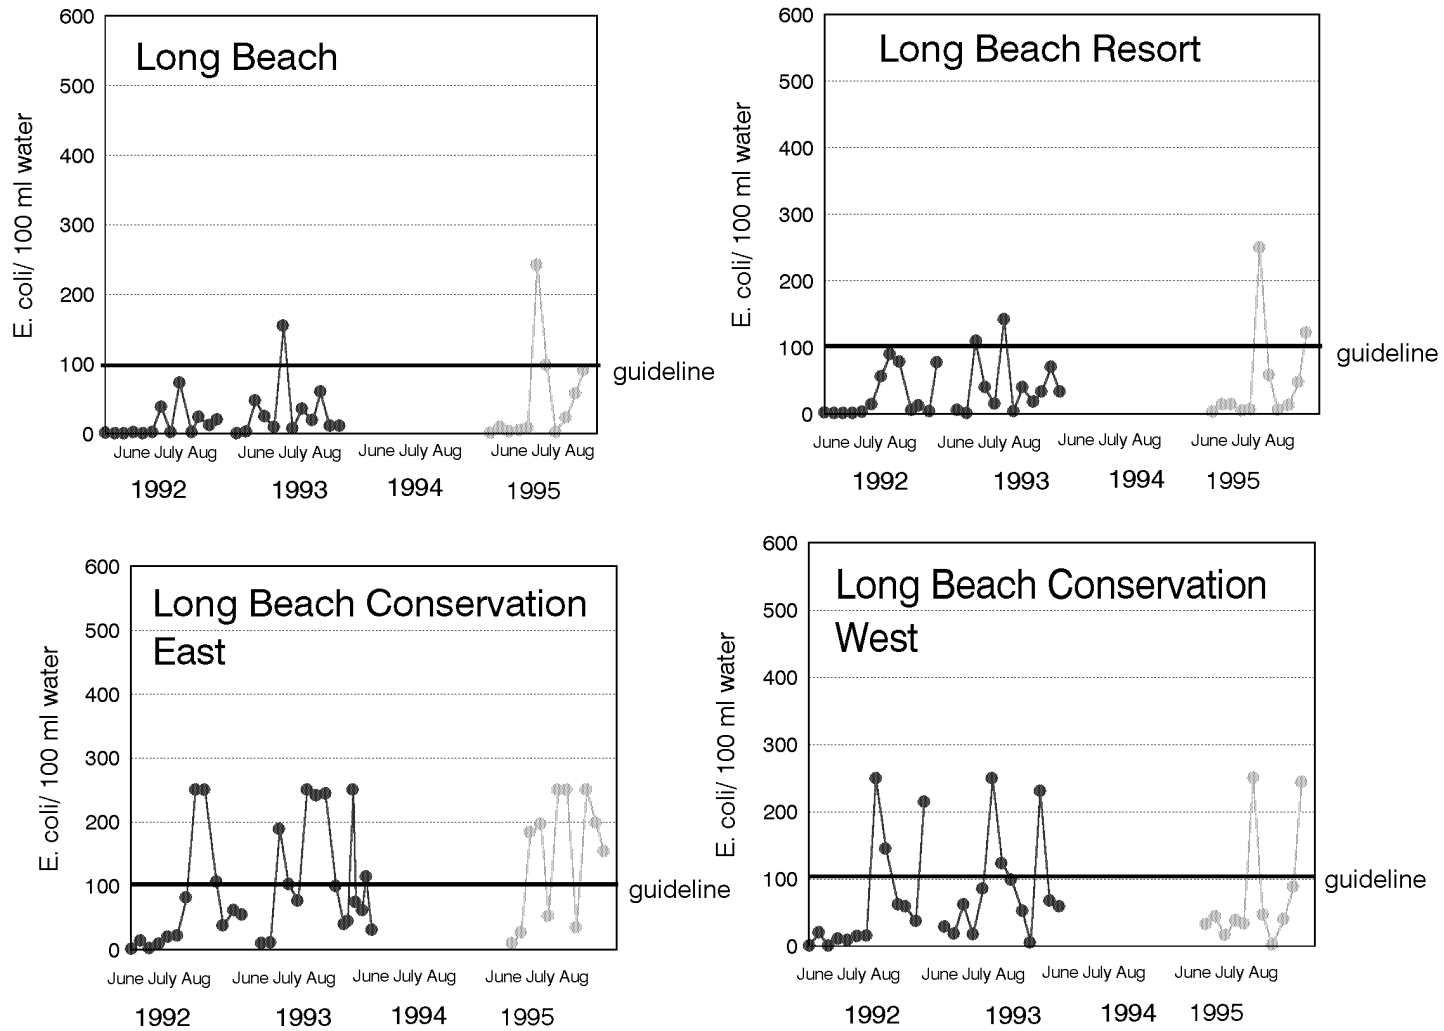 Long Beach
E. coli/ 100 ml water
600
500
400
300
200
100
0
guideline
June July Aug June July Aug June July Aug June July Aug
1992 1993 1994 1995
Long Beach Resort
E. coli/ 100 ml water
600
500
400
300
200
100
0
guideline
June July Aug June July Aug June July Aug June July Aug
1992 1993 1994 1995
Long Beach Conservation
East
E. coli/ 100 ml water
600
500
400
300
200
100
0
guideline
June July Aug June July Aug June July Aug June July Aug
1992 1993 1994 1995
Long Beach Conservation
West
E. coli/ 100 ml water
600
500
400
300
200
100
0
guideline
June July Aug June July Aug June July Aug June July Aug
1992 1993 1994 1995